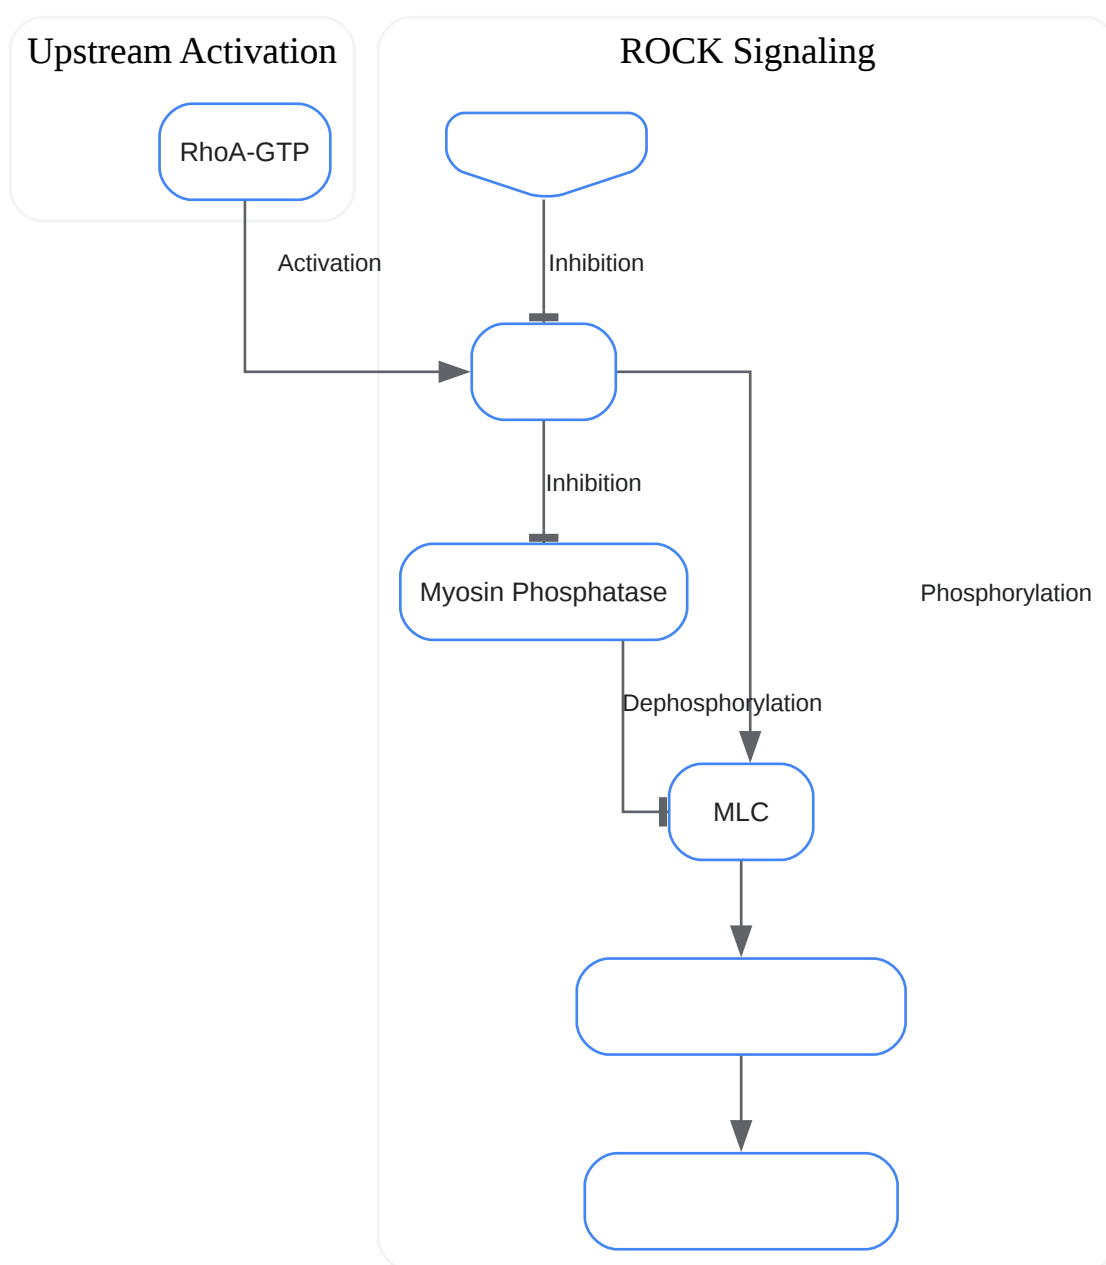 Upstream Activation
ROCK Signaling
RhoA-GTP
Activation
Inhibition
Inhibition
Myosin Phosphatase
Phosphorylation
Dephosphorylation
MLC